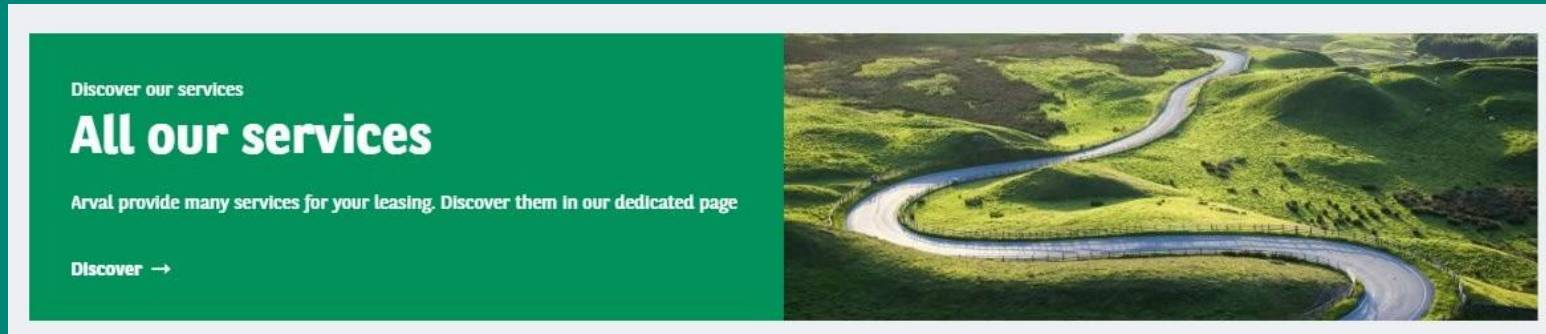 Discover our services
All our services
Arval provide many services for your leasing. Discover them in our dedicated page
Discover →